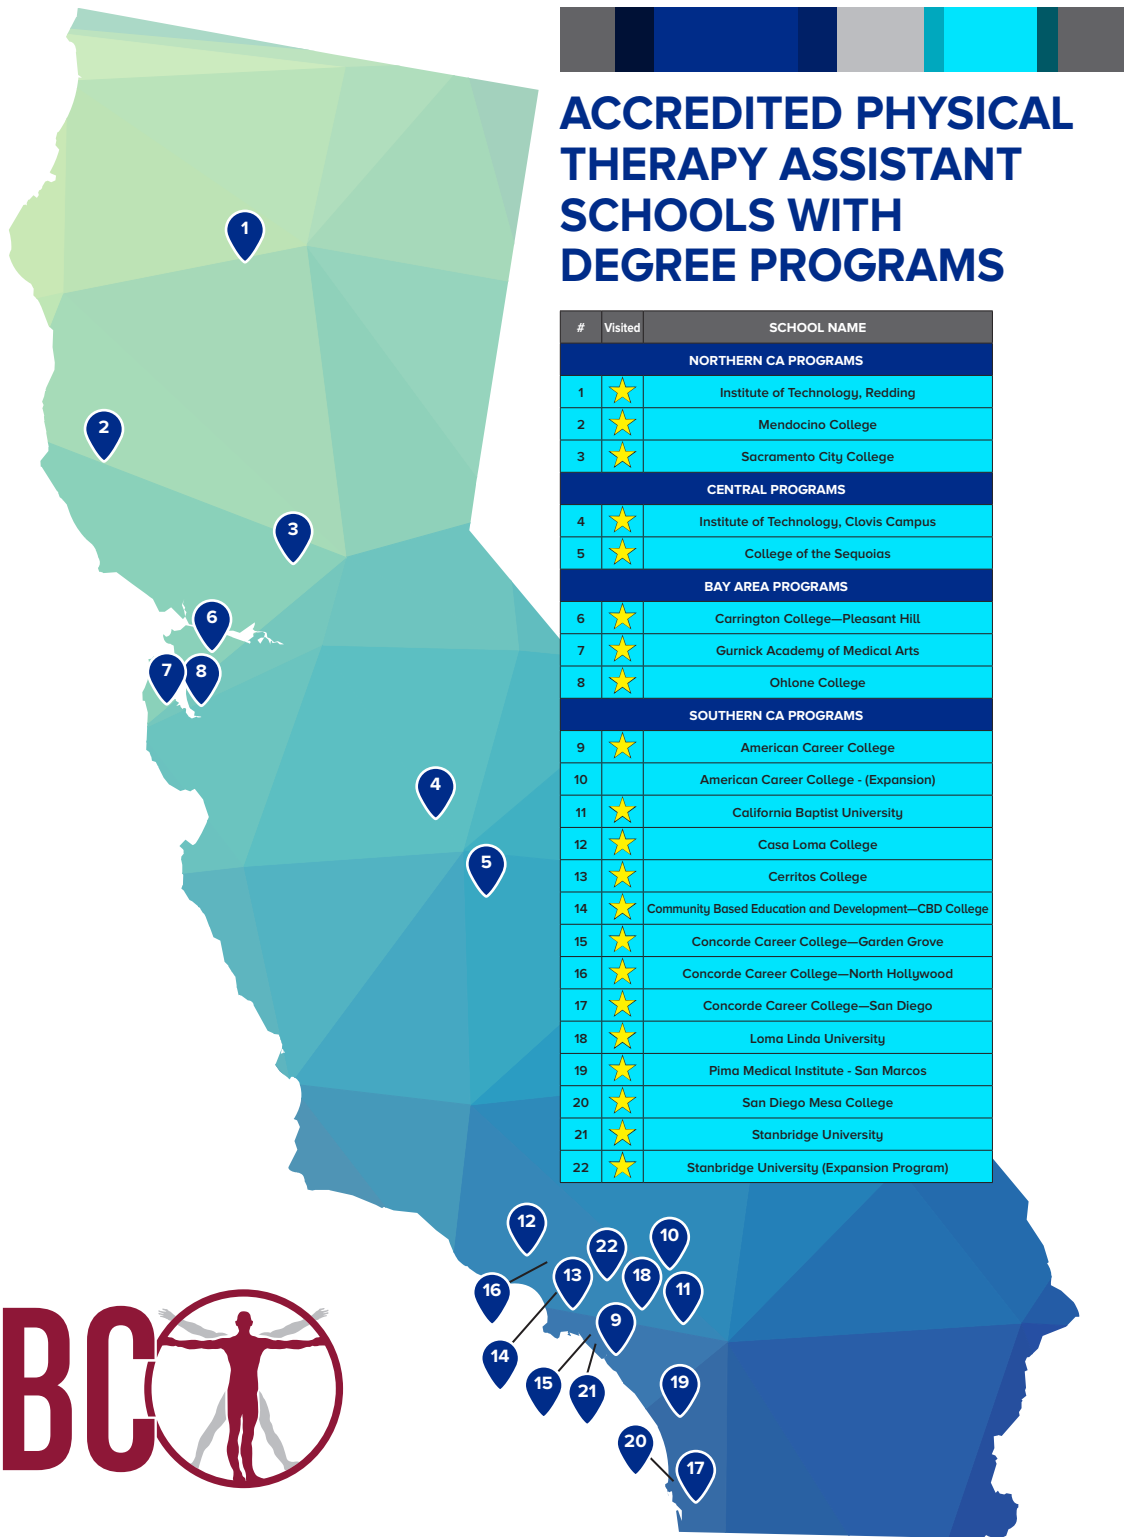 ACCREDITED PHYSICAL
THERAPY ASSISTANT
SCHOOLS WITH
DEGREE PROGRAMS
# Visited SCHOOL NAME
NORTHERN CA PROGRAMS
1 Institute of Technology, Redding
2 Mendocino College
3 Sacramento City College
CENTRAL PROGRAMS
4 Institute of Technology, Clovis Campus
5 College of the Sequoias
BAY AREA PROGRAMS
6 Carrington College—Pleasant Hill
7 Gurnick Academy of Medical Arts
8 Ohlone College
SOUTHERN CA PROGRAMS
9 American Career College
10 American Career College - (Expansion)
11 California Baptist University
12 Casa Loma College
13 Cerritos College
14 Community Based Education and Development—CBD College
15 Concorde Career College—Garden Grove
16 Concorde Career College—North Hollywood
17 Concorde Career College—San Diego
18 Loma Linda University
19 Pima Medical Institute - San Marcos
20 San Diego Mesa College
21 Stanbridge University
22 Stanbridge University (Expansion Program)
1
2
3
6
7 8
4
5
12
22
10
16
13
18
11
9
14
15
21
19
20
17
BC